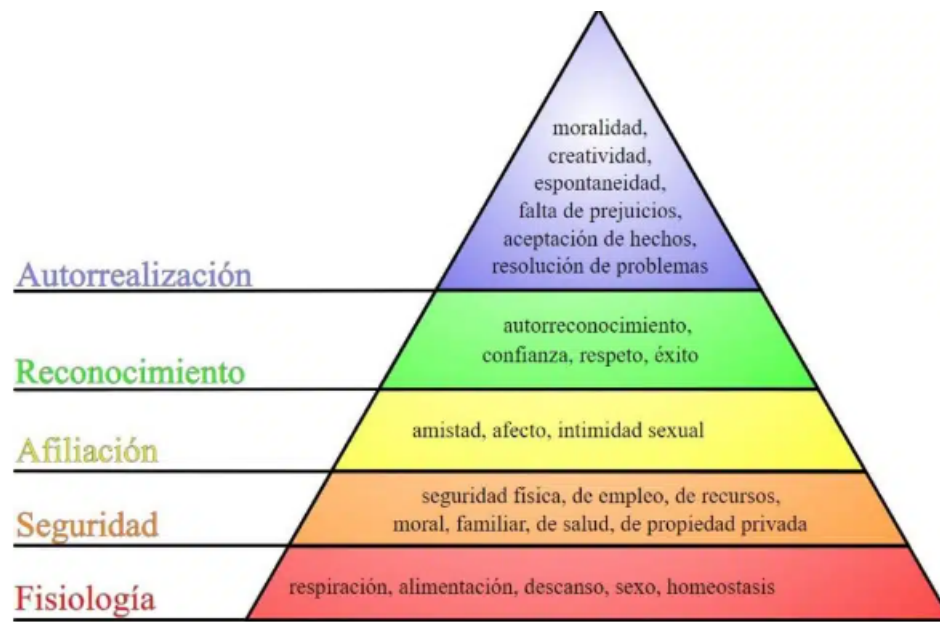 moralidad,
creatividad,
espontaneidad,
falta de prejuicios,
aceptación de hechos,
resolución de problemas
Autorrealización
autorreconocimiento,
confianza, respeto, éxito
Reconocimiento
amistad, afecto, intimidad sexual
Afiliación
seguridad física, de empleo, de recursos,
moral, familiar, de salud, de propiedad privada
Seguridad
respiración, alimentación, descanso, sexo, homeostasis
Fisiología